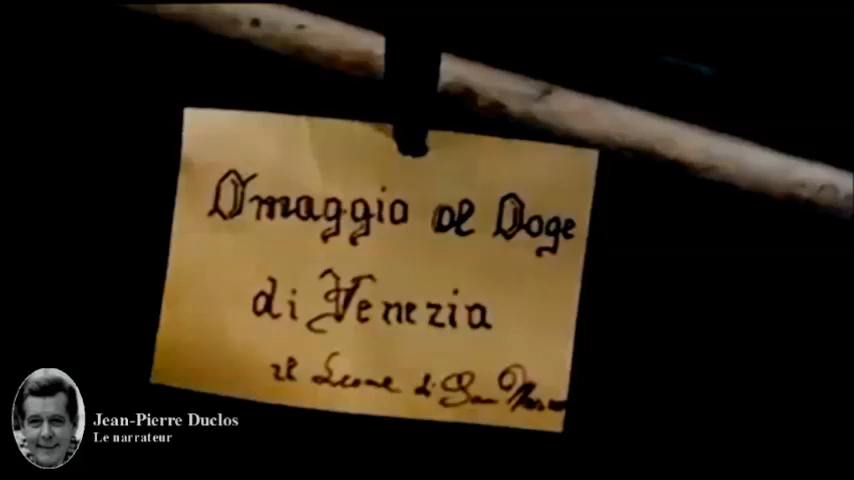 Omaggio al Doge
di Venezia
il Leone di San Marco
Jean-Pierre Duclos
Le narrateur